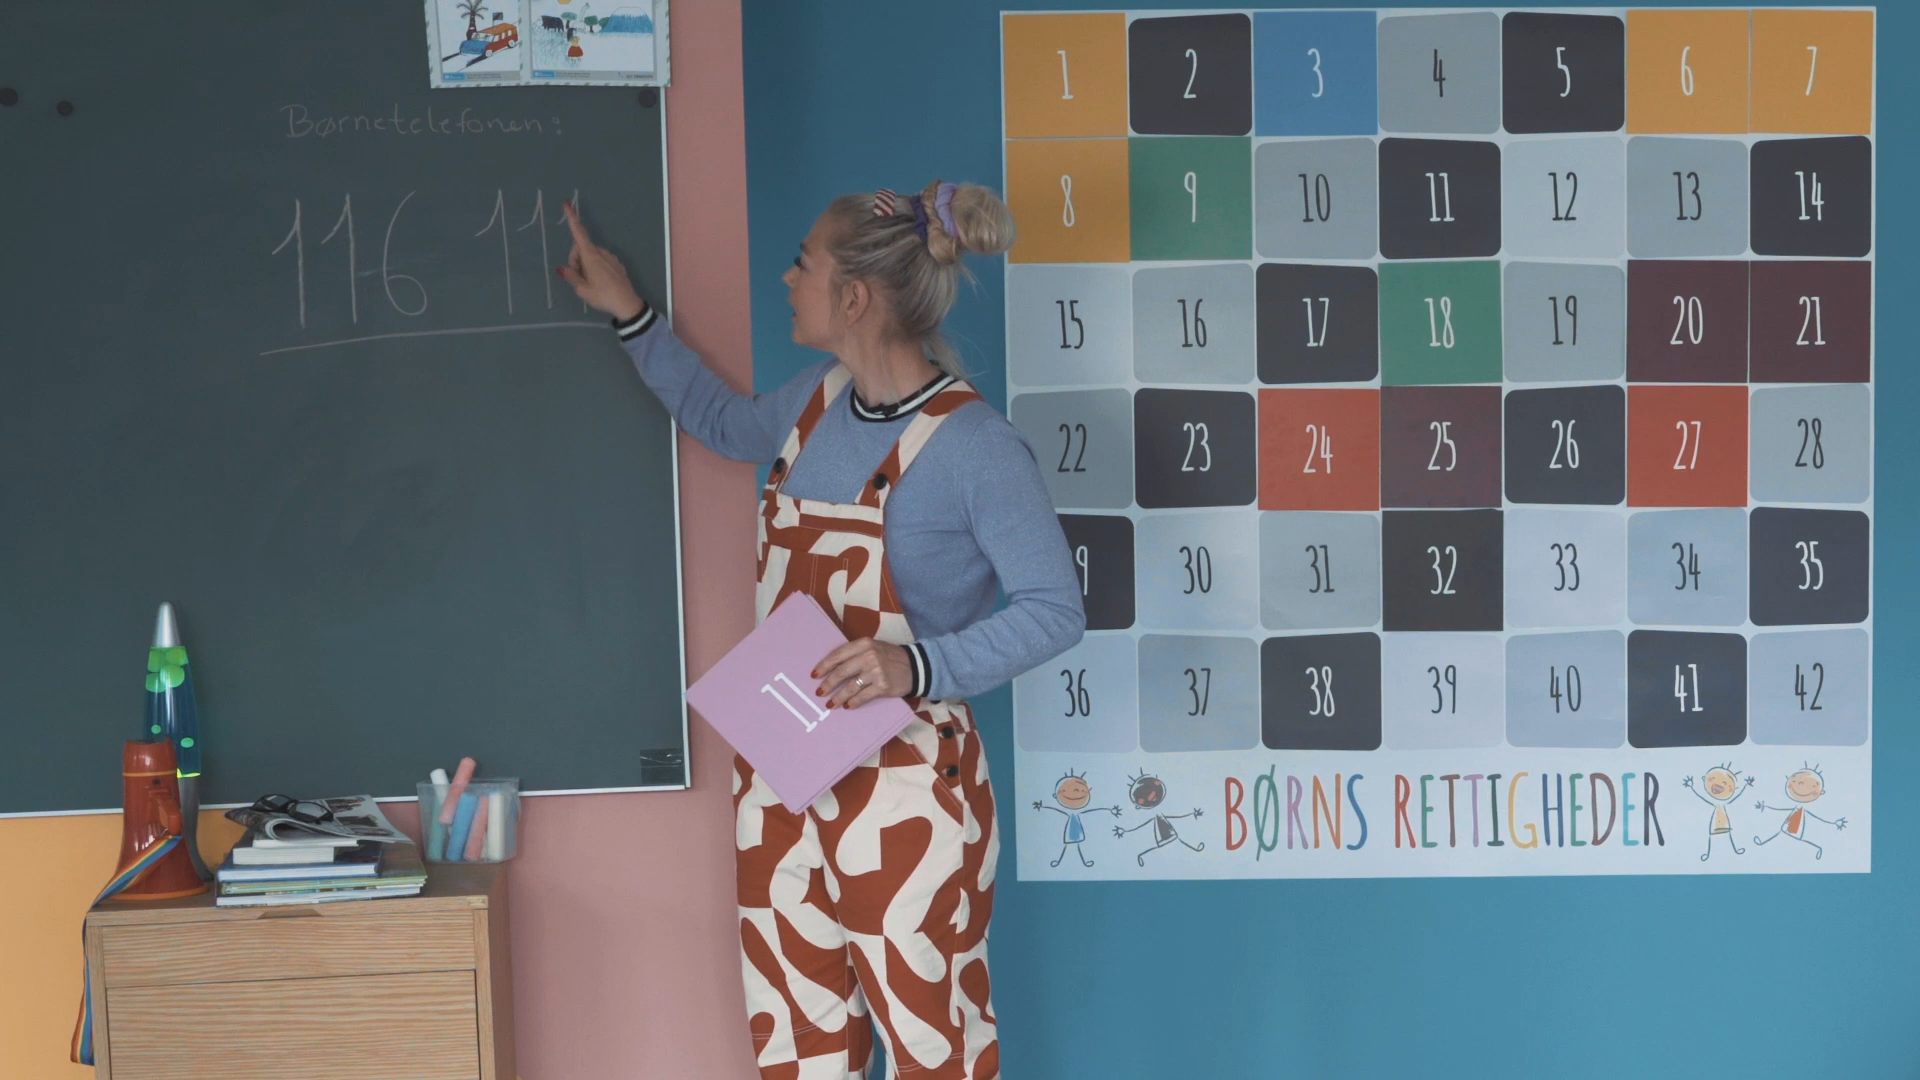 Børnetelefonen:
116 111
11
1 2 3 4 5 6 7
8 9 10 11 12 13 14
15 16 17 18 19 20 21
22 23 24 25 26 27 28
9 30 31 32 33 34 35
36 37 38 39 40 41 42
BØRNS RETTIGHEDER